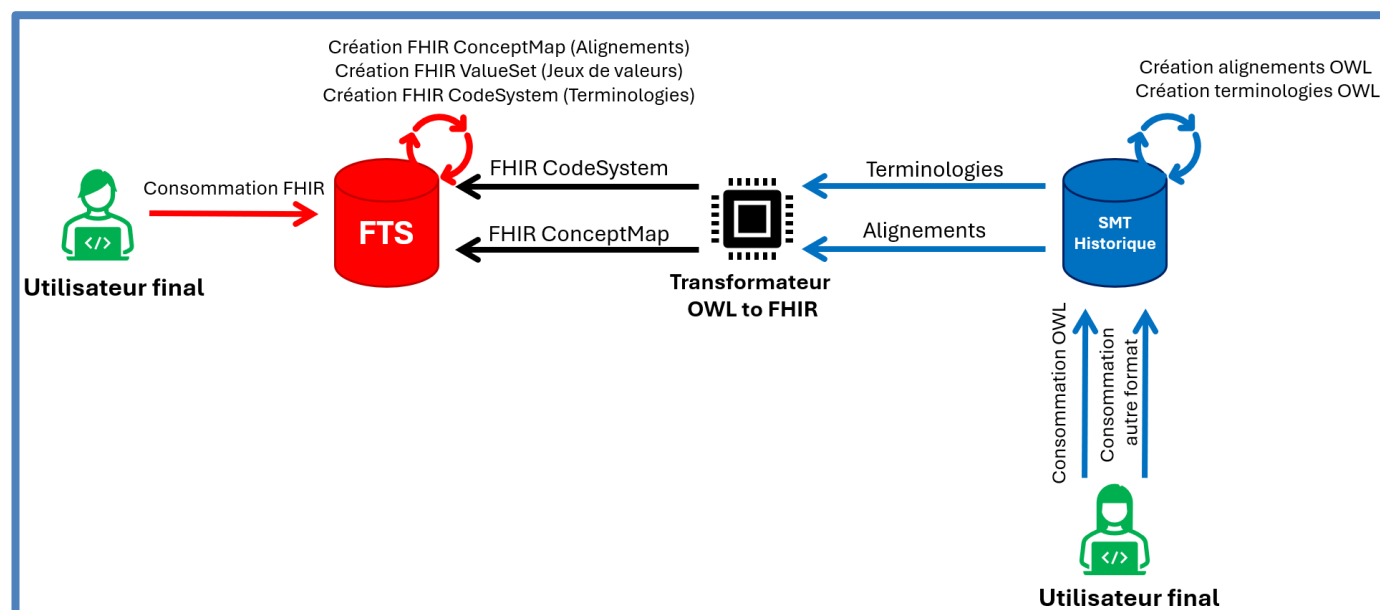 Création FHIR ConceptMap (Alignements)
Création FHIR ValueSet (Jeux de valeurs)
Création FHIR CodeSystem (Terminologies)
Création alignements OWL
Création terminologies OWL
Consommation FHIR
FTS
</>
Utilisateur final
FHIR CodeSystem
FHIR ConceptMap
Transformateur
OWL to FHIR
Terminologies
Alignements
SMT
Historique
Consommation OWL
Consommation
autre format
</>
Utilisateur final